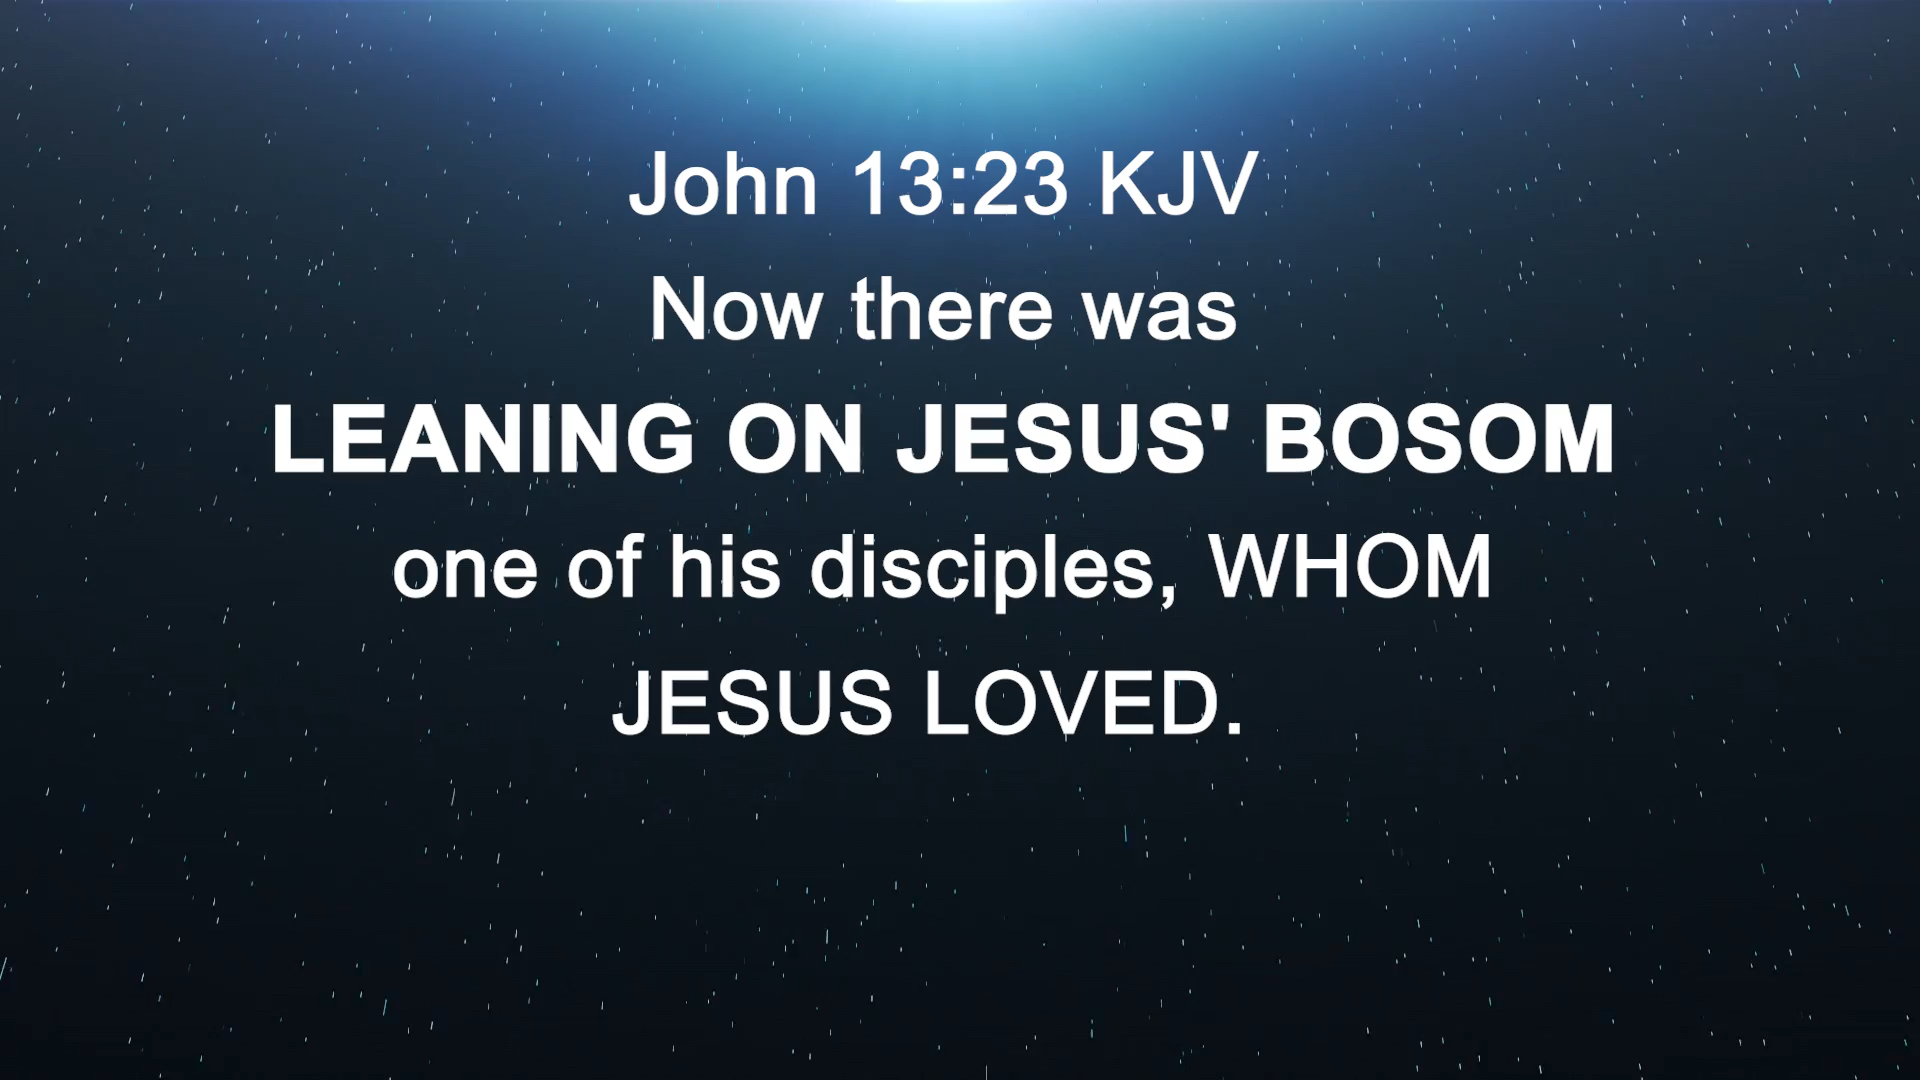 John 13:23 KJV
Now there was
LEANING ON JESUS' BOSOM
one of his disciples, WHOM
JESUS LOVED.